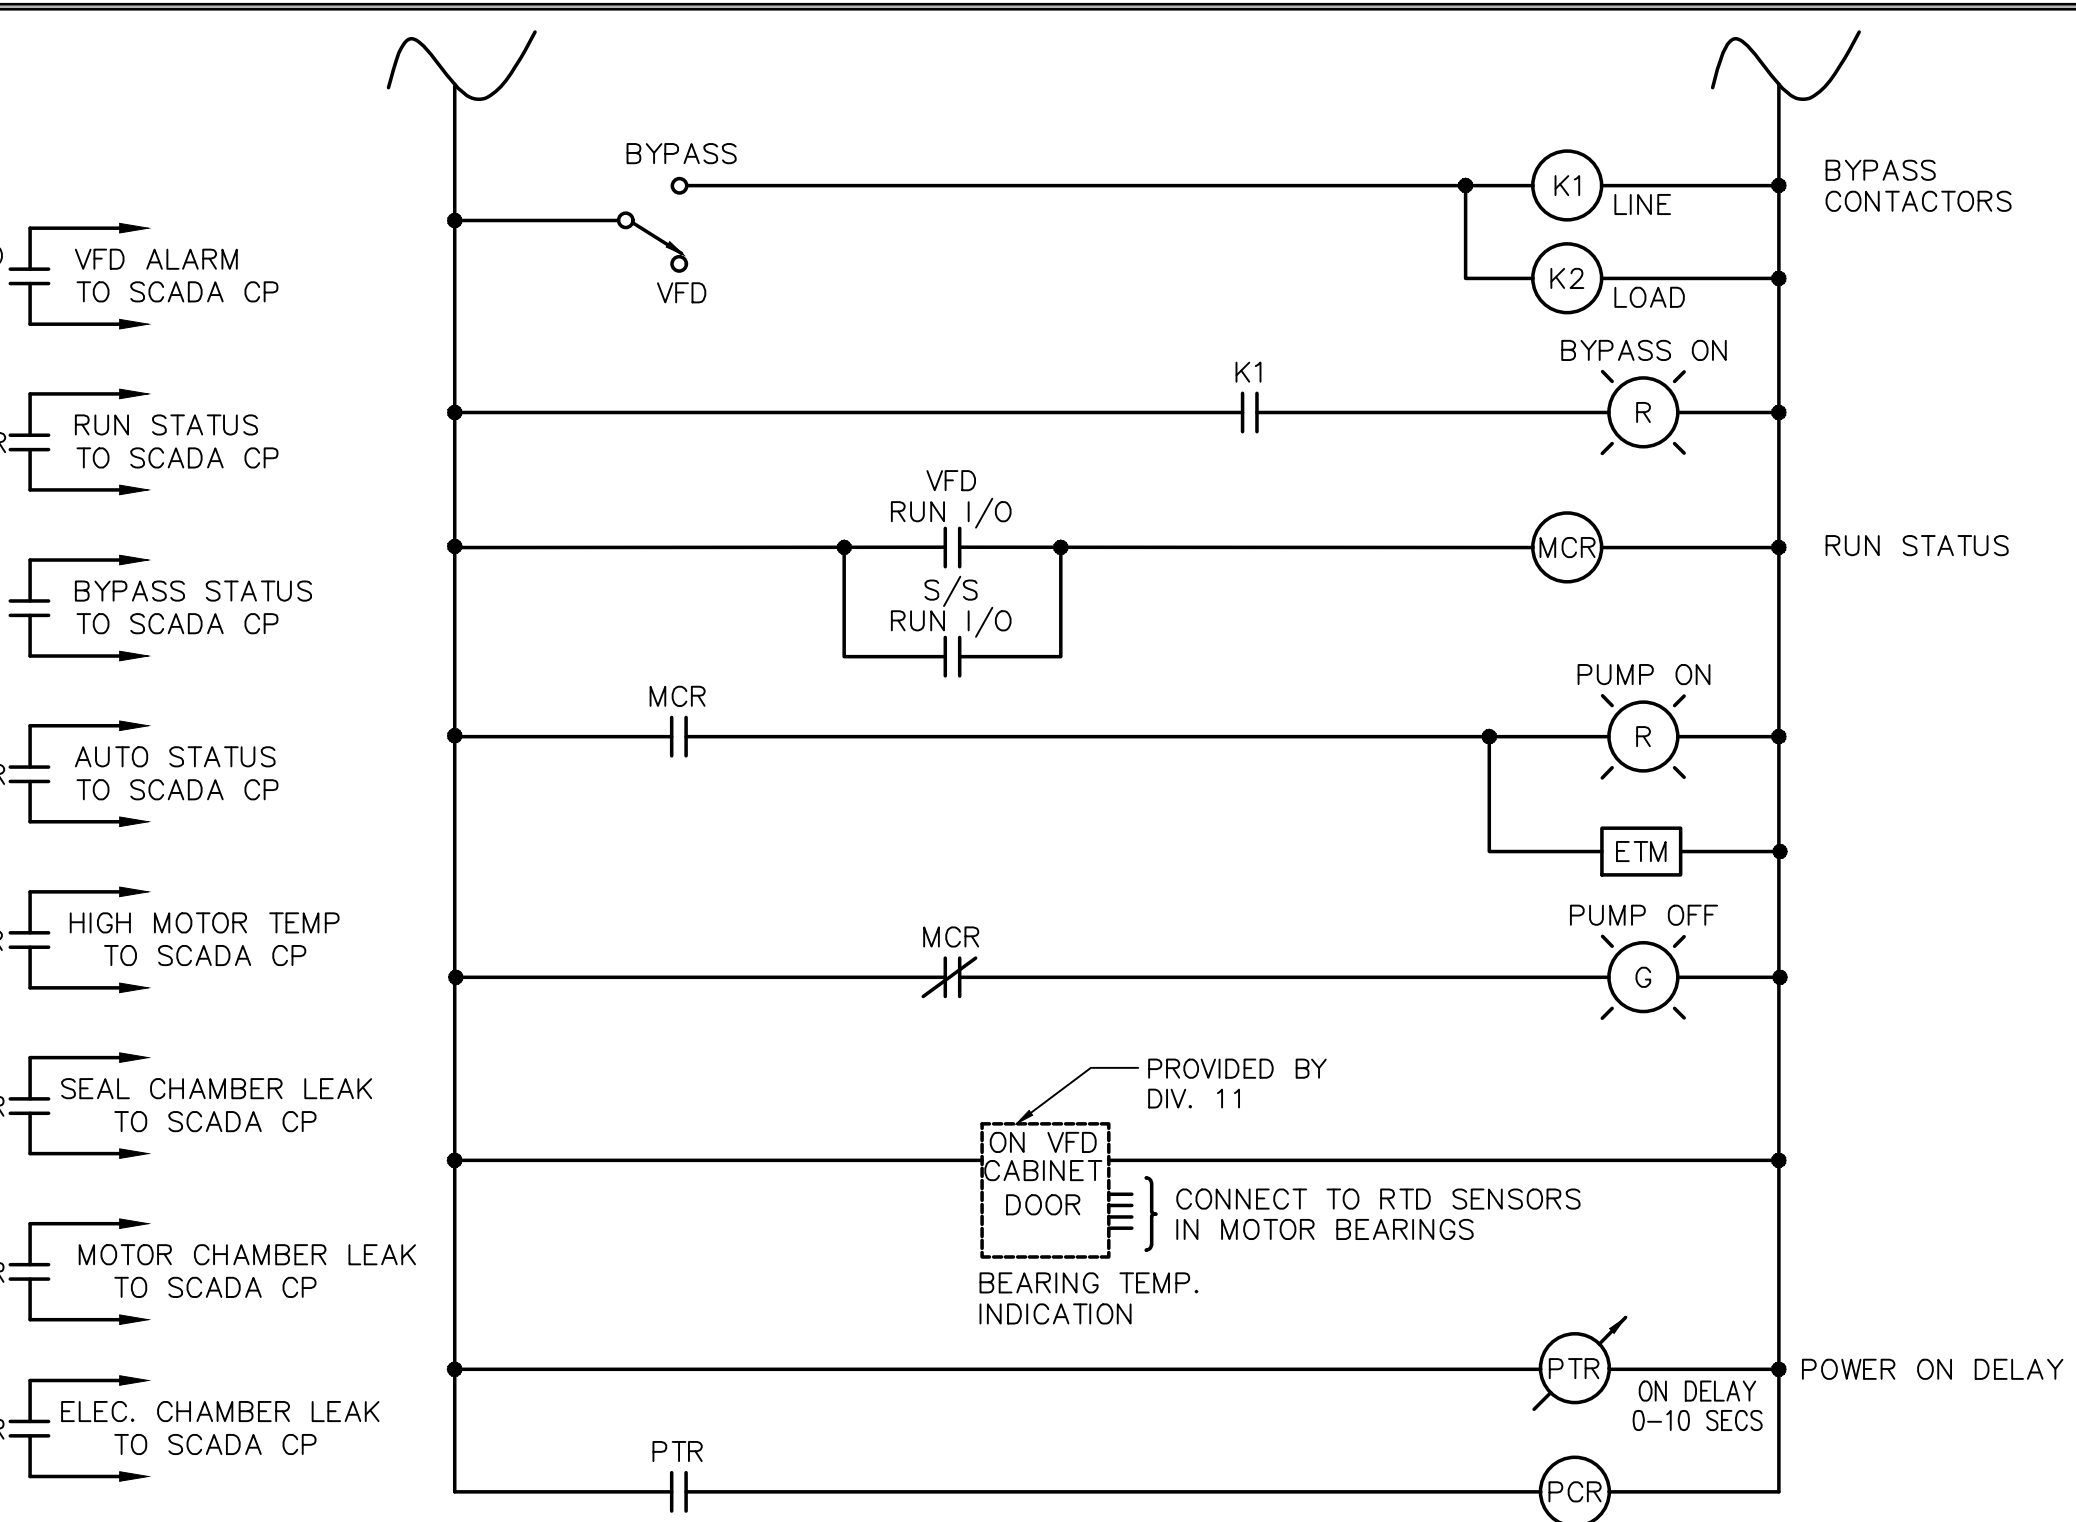 VFD ALARM
TO SCADA CP
RUN STATUS
TO SCADA CP
BYPASS STATUS
TO SCADA CP
AUTO STATUS
TO SCADA CP
HIGH MOTOR TEMP
TO SCADA CP
SEAL CHAMBER LEAK
TO SCADA CP
MOTOR CHAMBER LEAK
TO SCADA CP
ELEC. CHAMBER LEAK
TO SCADA CP
BYPASS
VFD
K1
LINE
K2
LOAD
BYPASS
CONTACTORS
K1
BYPASS ON
R
VFD
RUN I/O
S/S
RUN I/O
MCR
RUN STATUS
MCR
PUMP ON
R
ETM
MCR
PUMP OFF
G
PROVIDED BY
DIV. 11
ON VFD
CABINET
DOOR
CONNECT TO RTD SENSORS
IN MOTOR BEARINGS
BEARING TEMP.
INDICATION
PTR
ON DELAY
0-10 SECS
POWER ON DELAY
PTR
PCR